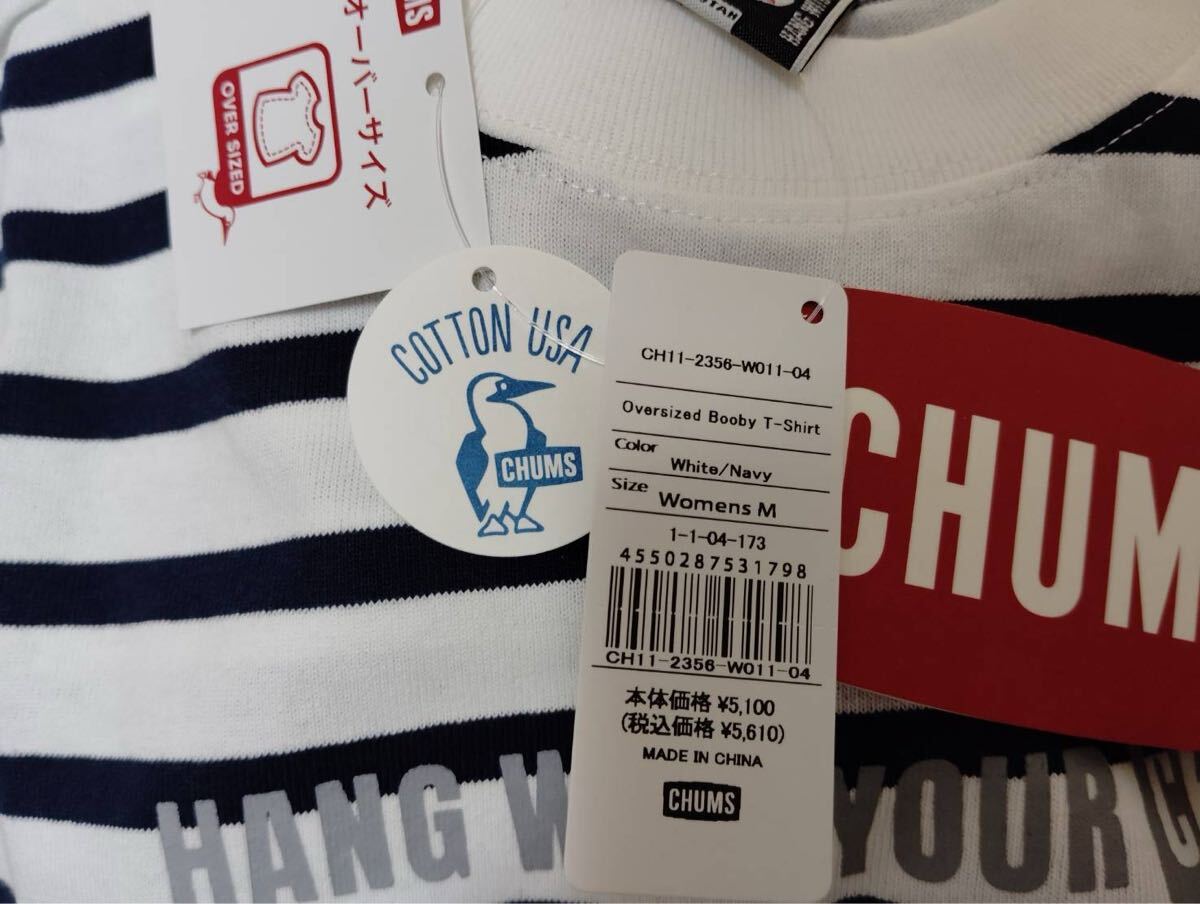 オーバーサイズ
OVER SIZED
HANG
COTTON USA
CHUMS
CH11-2356-W011-04
Oversized Booby T-Shirt
Color
White/Navy
Size
Womens M
1-1-04-173
4550287531798
CH11-2356-W011-04
本体価格 ¥5,100
(税込価格 ¥5,610)
MADE IN CHINA
CHUMS
CHUM
HANG W YOUR